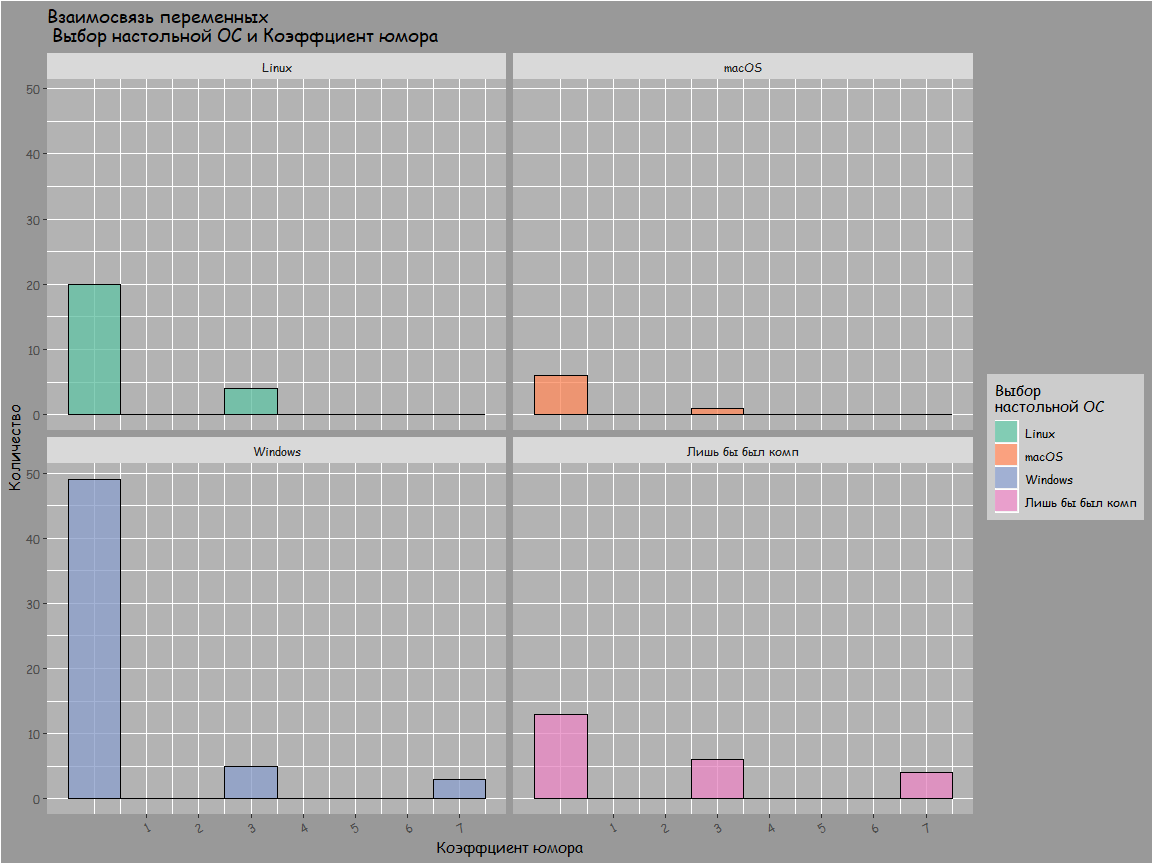 Взаимосвязь переменных
Выбор настольной ОС и Коэффциент юмора
Linux
macOS
50
40
30
20
10
0
Windows
Лишь бы был комп
50
40
30
20
10
0
1
2
3
4
5
6
7
1
2
3
4
5
6
7
Коэффциент юмора
Количество
Выбор
настольной ОС
Linux
macOS
Windows
Лишь бы был комп